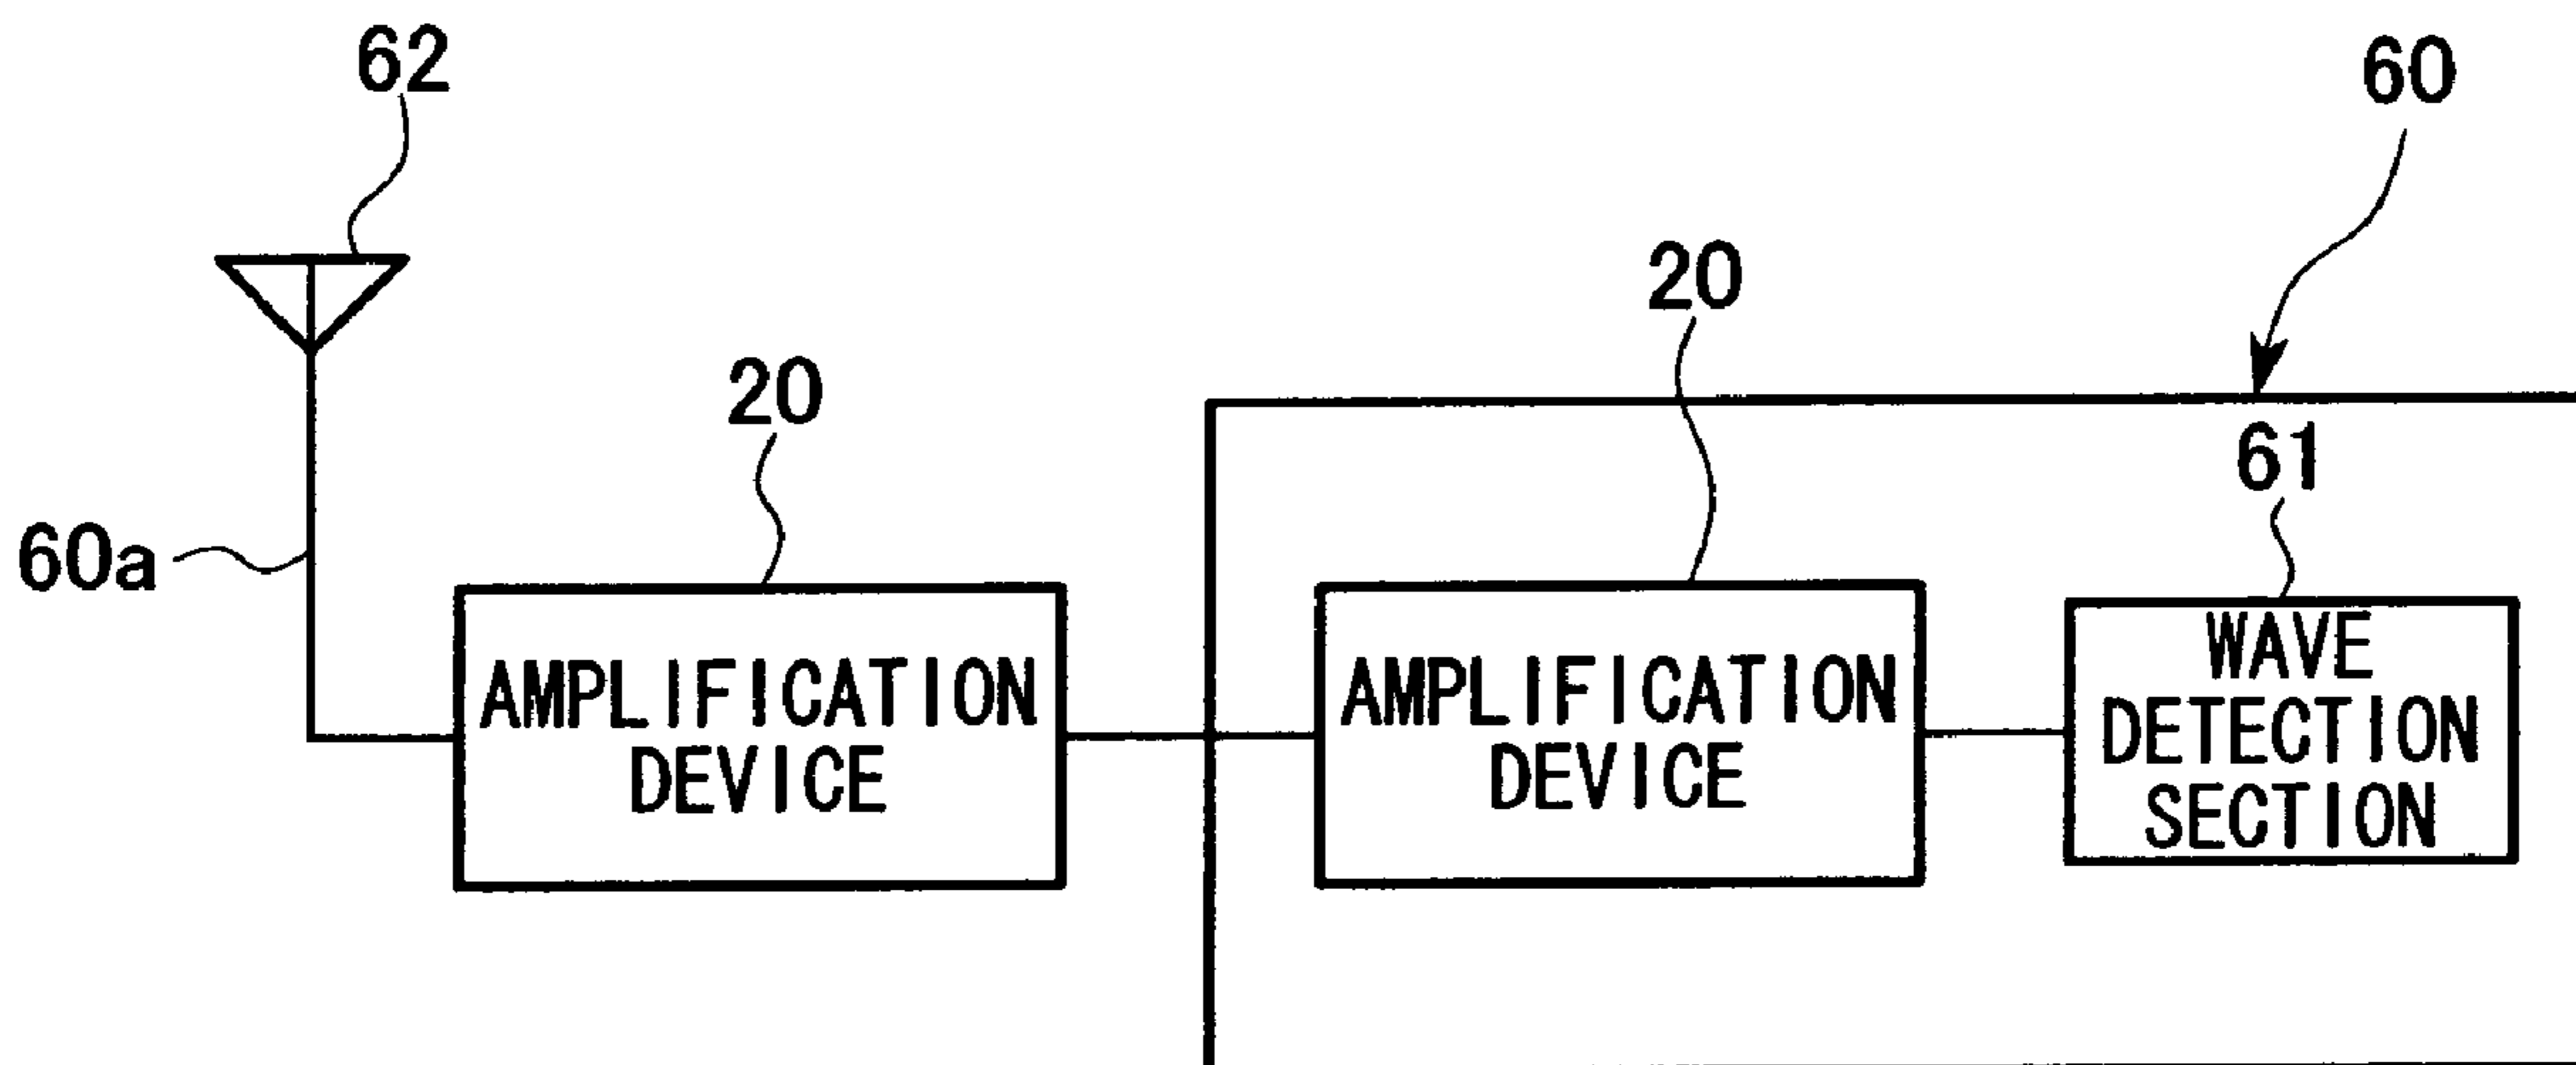 62
60
20
20
61
60a
AMPLIFICATION
DEVICE
AMPLIFICATION
DEVICE
WAVE
DETECTION
SECTION